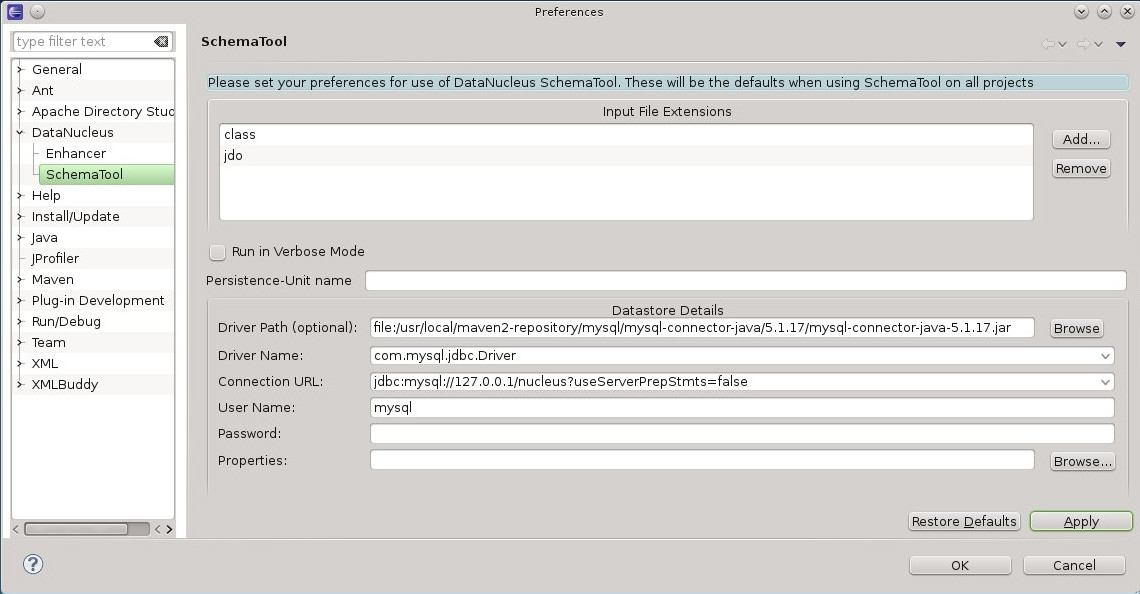 Preferences
type filter text
General
Ant
Apache Directory Stuc
DataNucleus
Enhancer
SchemaTool
Help
Install/Update
Java
JProfiler
Maven
Plug-in Development
Run/Debug
Team
XML
XMLBuddy
SchemaTool
Please set your preferences for use of DataNucleus SchemaTool. These will be the defaults when using SchemaTool on all projects
Input File Extensions
class
jdo
Add...
Remove
Run in Verbose Mode
Persistence-Unit name
Datastore Details
Driver Path (optional): file:/usr/local/maven2-repository/mysql/mysql-connector-java/5.1.17/mysql-connector-java-5.1.17.jar Browse
Driver Name: com.mysql.jdbc.Driver
Connection URL: jdbc:mysql://127.0.0.1/nucleus?useServerPrepStmts=false
User Name: mysql
Password:
Properties: Browse...
Restore Defaults Apply
? OK Cancel